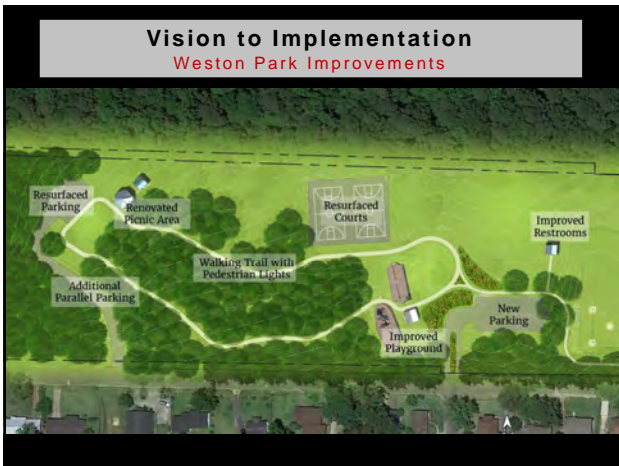 Vision to Implementation
Weston Park Improvements
Resurfaced
Parking
Renovated
Picnic Area
Resurfaced
Courts
Improved
Restrooms
Walking Trail with
Pedestrian Lights
Additional
Parallel Parking
New
Parking
Improved
Playground